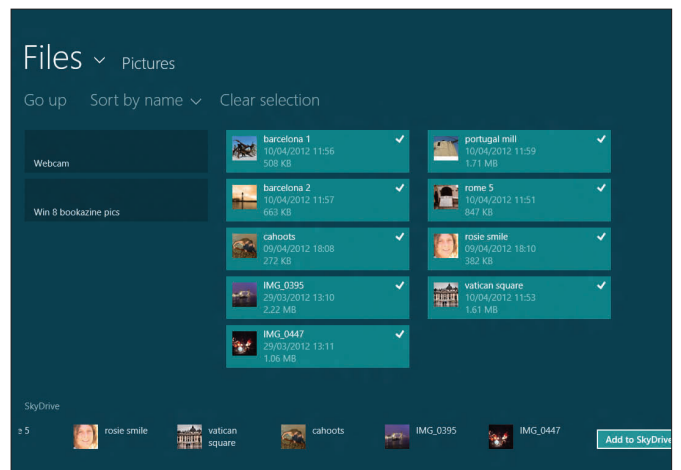 Files Pictures
Go up Sort by name Clear selection
Webcam
Win 8 bookazine pics
barcelona 1
10/04/2012 11:56
508 KB
barcelona 2
10/04/2012 11:57
663 KB
cahoots
09/04/2012 18:08
272 KB
IMG_0395
29/03/2012 13:10
2.22 MB
IMG_0447
29/03/2012 13:11
1.06 MB
portugal mill
10/04/2012 11:59
1.71 MB
rome 5
10/04/2012 11:51
847 KB
rosie smile
09/04/2012 18:10
382 KB
vatican square
10/04/2012 11:53
1.61 MB
SkyDrive
e 5
rosie smile
vatican
square
cahoots
IMG_0395
IMG_0447
Add to SkyDrive